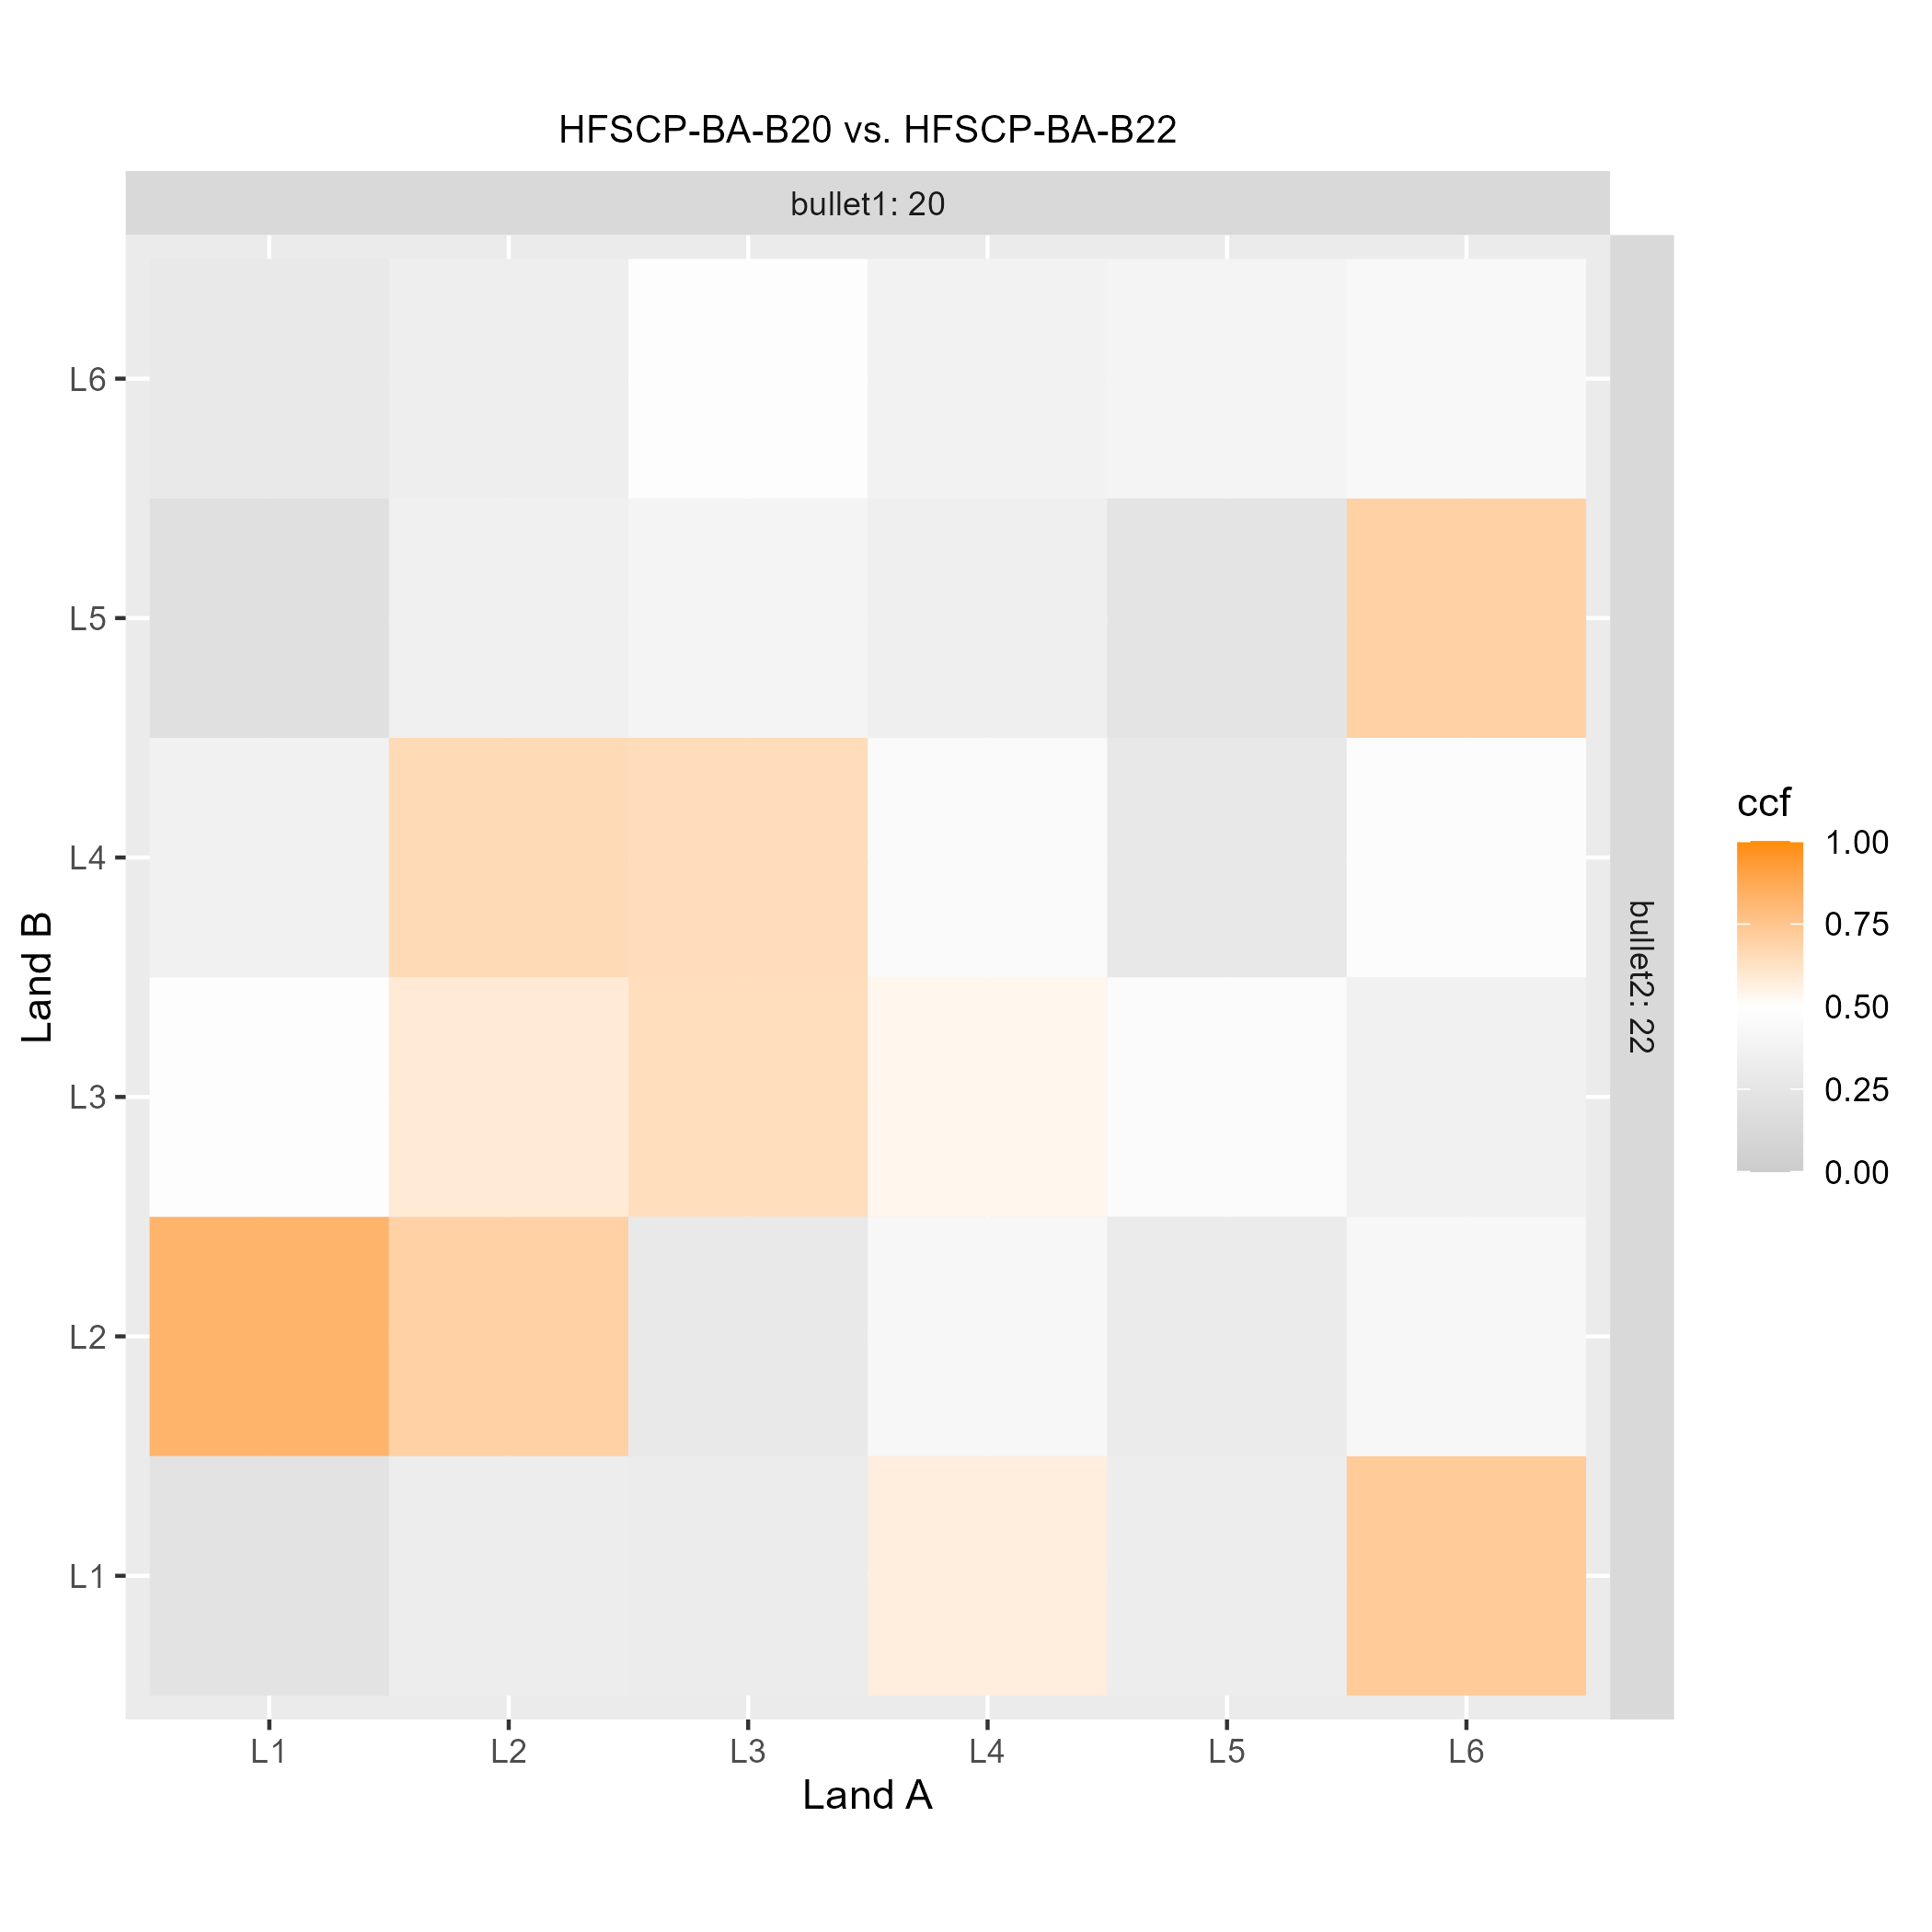 HFSCP-BA-B20 vs. HFSCP-BA-B22
bullet1: 20
L6
L5
L4
L3
L2
L1
Land B
bullet2: 22
ccf
1.00
0.75
0.50
0.25
0.00
L1 L2 L3 L4 L5 L6
Land A